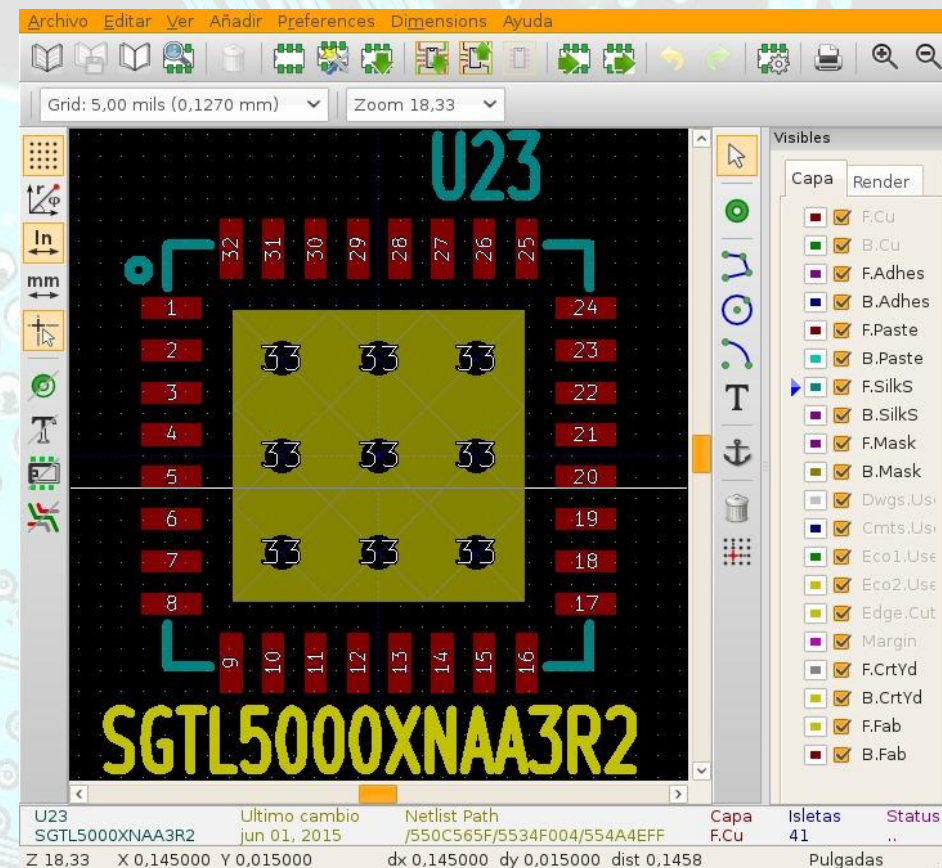 Archivo Editar Ver Añadir Preferences Dimensions Ayuda
Grid: 5,00 mils (0,1270 mm) Zoom 18,33
In
mm
U23
32 31 30 29 28 27 26 25
1 24
2 23
3 22
4 21
5 20
6 19
7 18
8 17
33 33 33
33 33 33
33 33 33
9 10 11 12 13 14 15 16
SGTL5000XNAA3R2
T
Visibles
Capa Render
F.Cu
B.Cu
F.Adhes
B.Adhes
F.Paste
B.Paste
F.SilkS
B.SilkS
F.Mask
B.Mask
Dwgs.Us
Cmts.Us
Eco1.Use
Eco2.Use
Edge.Cut
Margin
F.CrtYd
B.CrtYd
F.Fab
B.Fab
U23 Ultimo cambio Netlist Path Capa Isletas Status
SGTL5000XNAA3R2 jun 01, 2015 /550C565F/5534F004/554A4EFF F.Cu 41 ..
Z 18,33 X 0,145000 Y 0,015000 dx 0,145000 dy 0,015000 dist 0,1458 Pulgadas